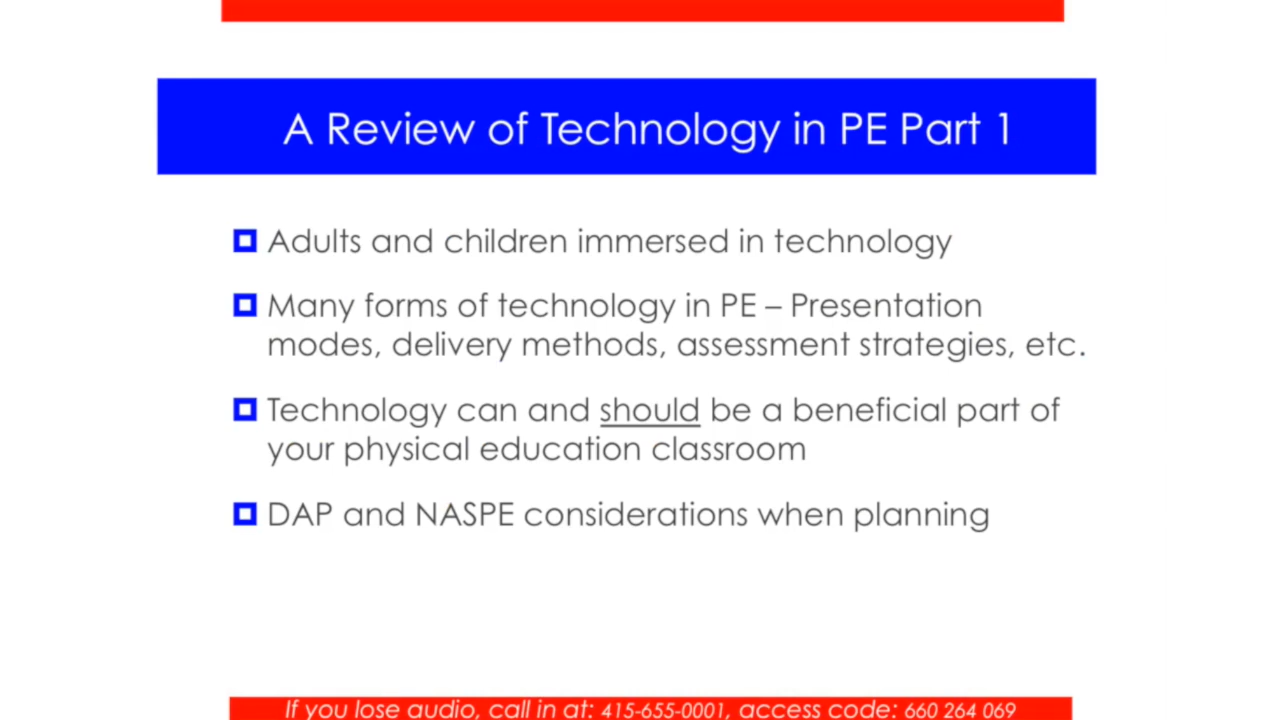 A Review of Technology in PE Part 1
Adults and children immersed in technology
Many forms of technology in PE – Presentation
modes, delivery methods, assessment strategies, etc.
Technology can and should be a beneficial part of
your physical education classroom
DAP and NASPE considerations when planning
If you lose audio, call in at: 415-655-0001, access code: 660 264 069